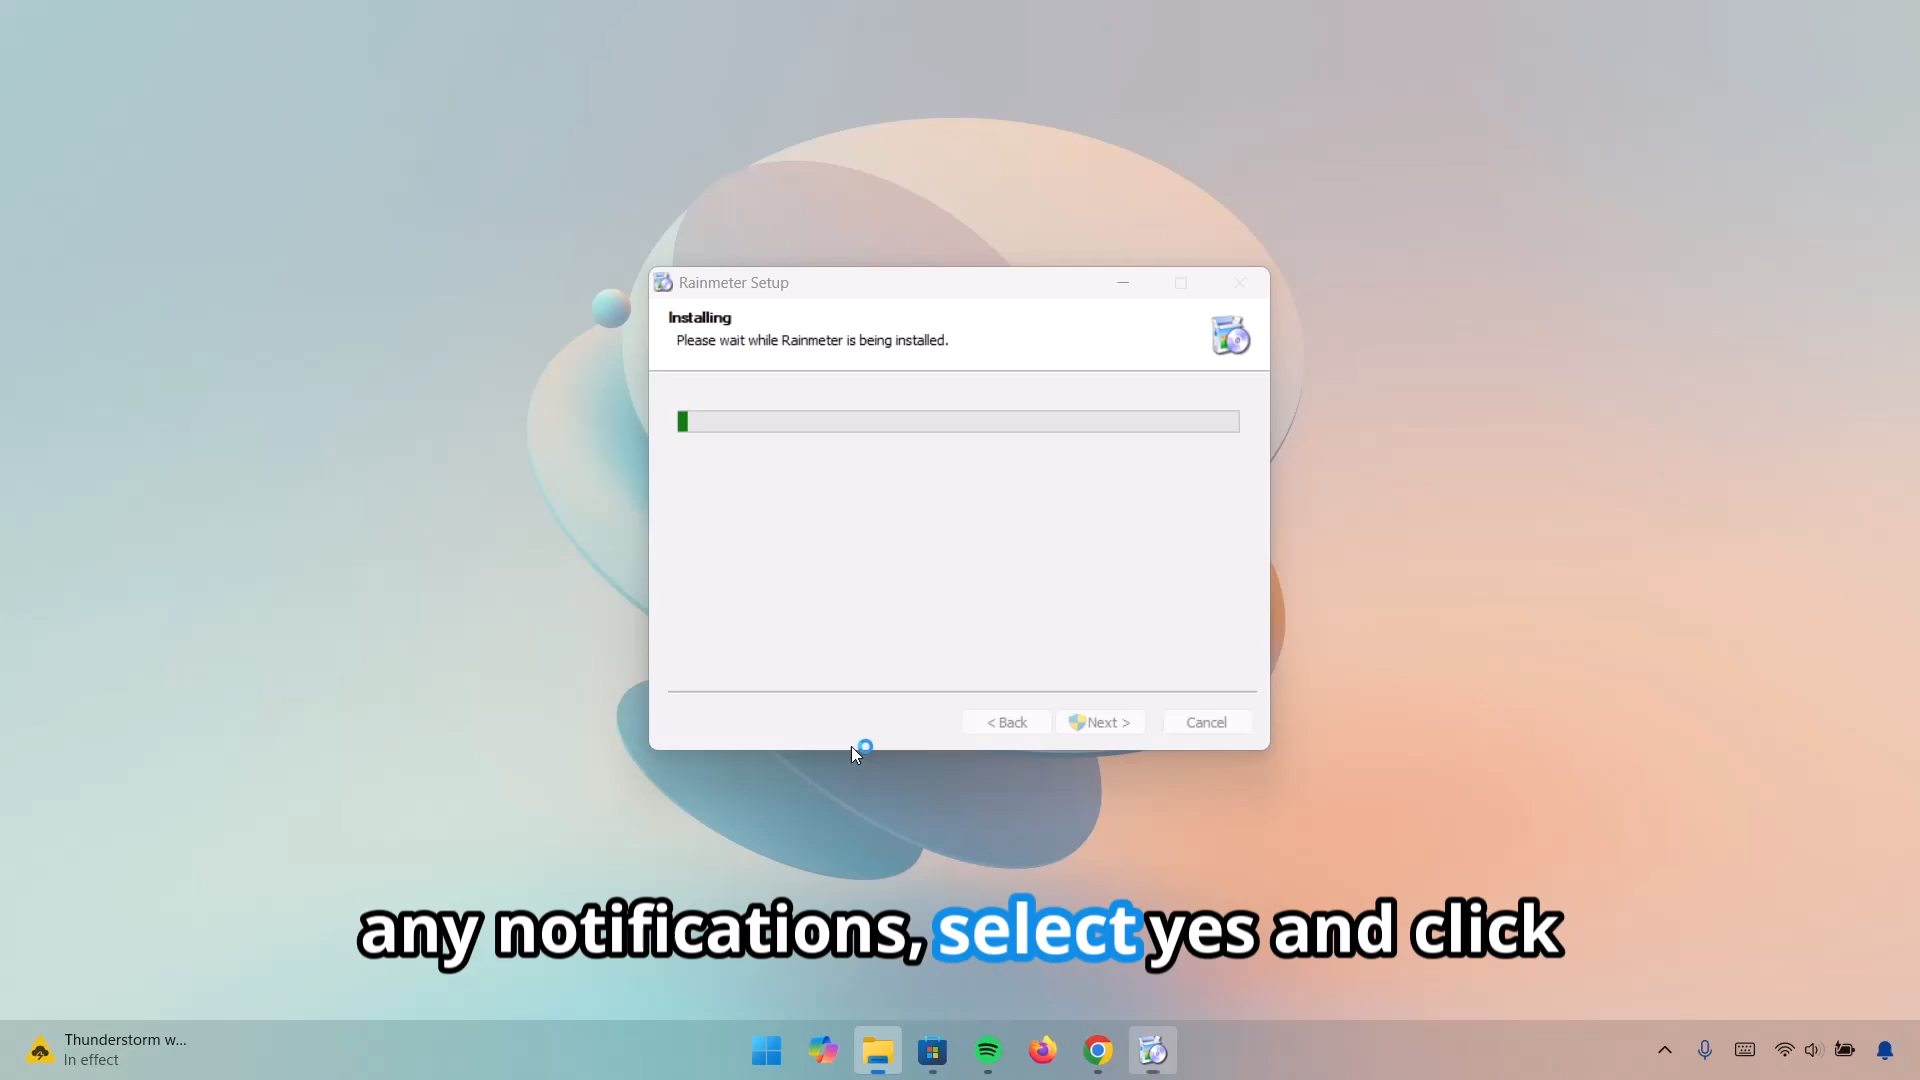 Rainmeter Setup
Installing
Please wait while Rainmeter is being installed.
< Back
Next >
Cancel
any notifications, select yes and click
Thunderstorm w...
In effect